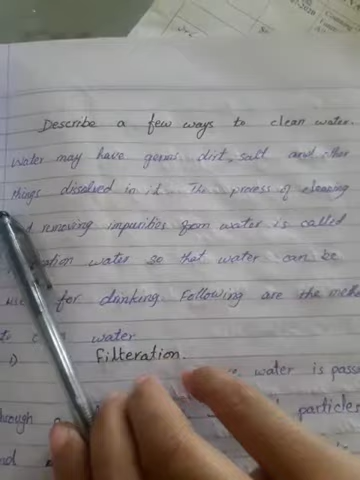 Describe a few ways to clean water.
Water may have germs dirt, salt and other
things dissolved in it. The process of cleaning
removing impurities from water is called
water so that water can be
for drinking. Following are the
to water
i) Filteration.
water is
through particles